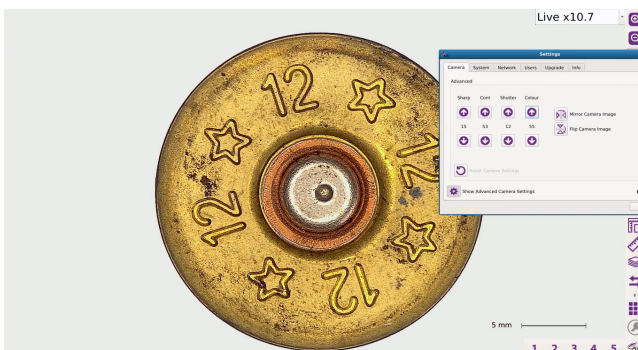 Live x10.7
Settings
Camera System Network Users Upgrade Info
Advanced
Sharp Cont Shutter Colour
15 53 12 55
Mirror Camera Image
Flip Camera Image
Reset Camera Settings
Show Advanced Camera Settings
12
12
12
12
5 mm
1 2 3 4 5